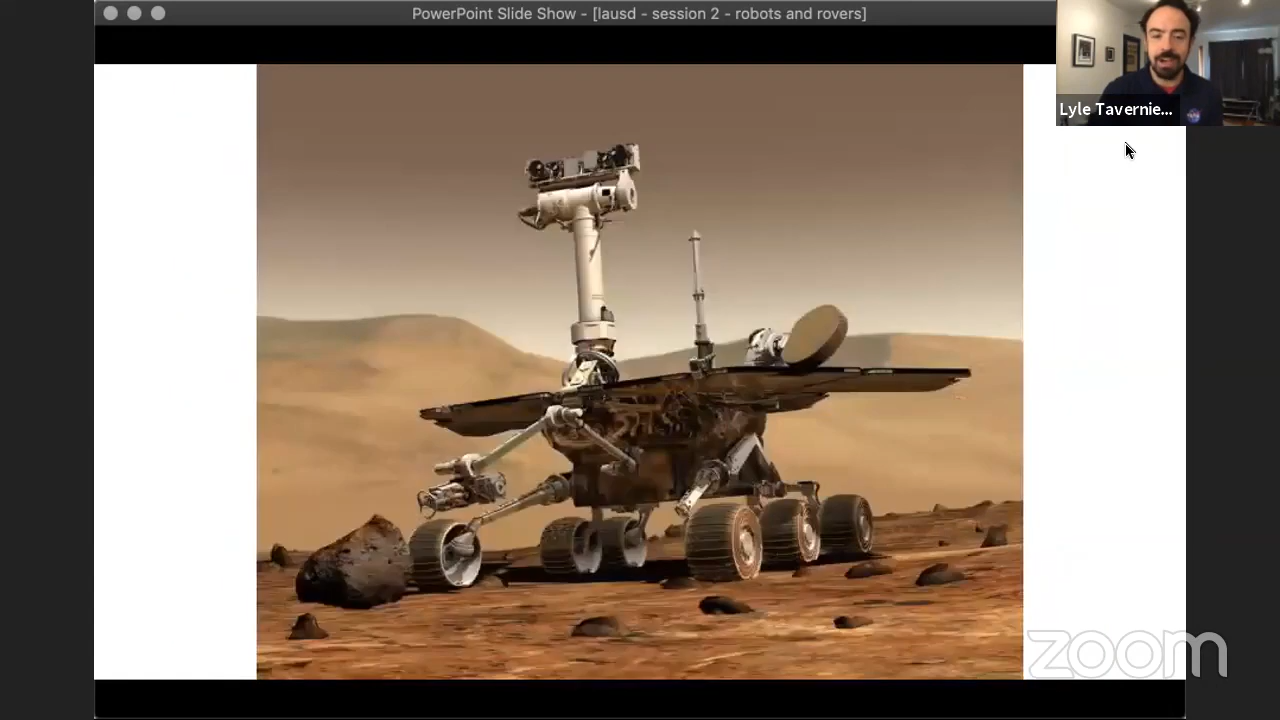 PowerPoint Slide Show - [lausd - session 2 - robots and rovers]
Lyle Tavernie...
zoom